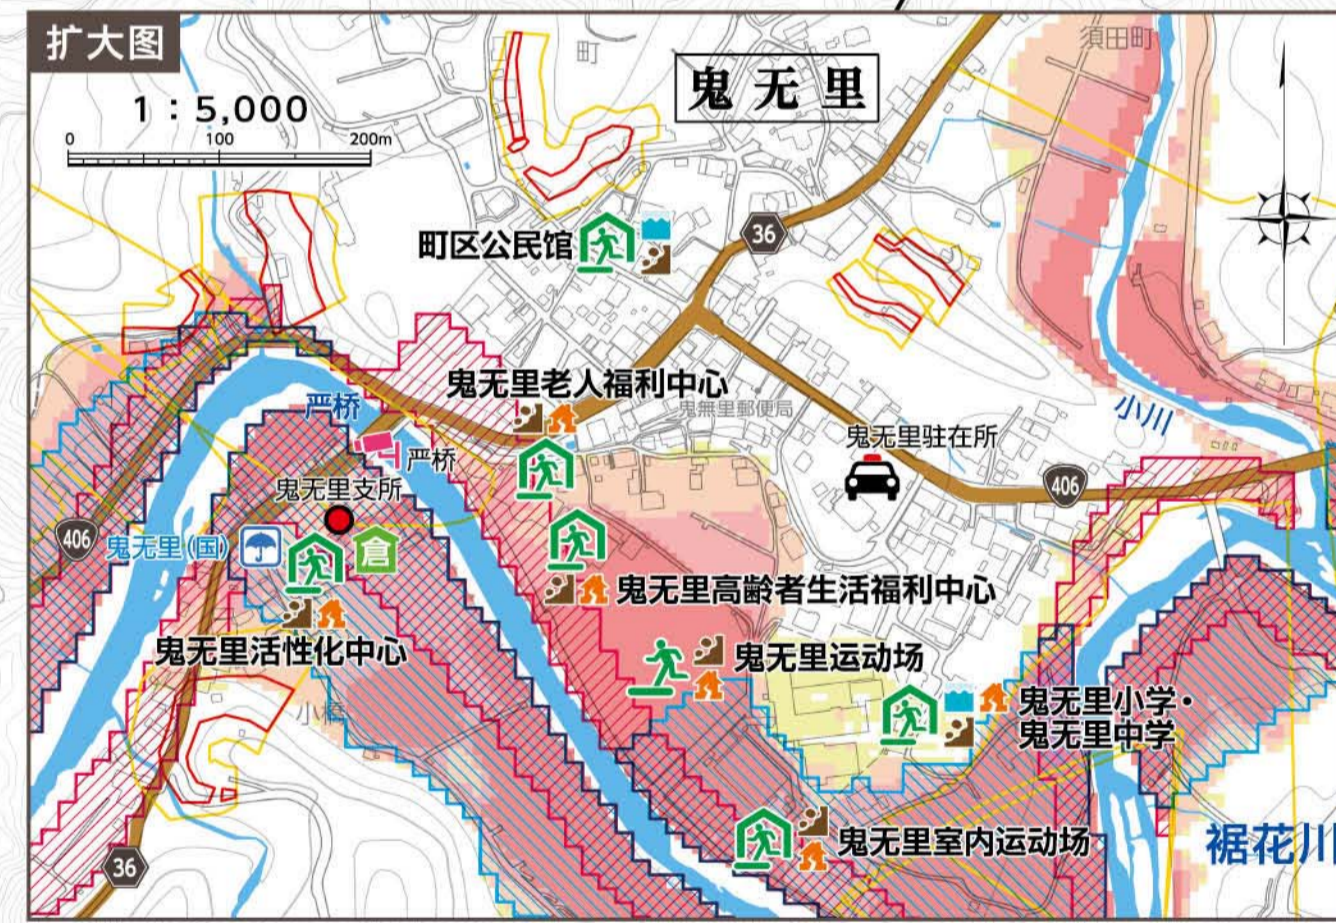 扩大图
1：5,000
0 100 200m
町
鬼无里
須田町
36
町区公民馆
鬼无里老人福利中心
鬼無里郵便局
小川
严桥
严桥
鬼无里驻在所
鬼无里支所
406
406
鬼无里(国)
倉
鬼无里高龄者生活福利中心
鬼无里活性化中心
鬼无里运动场
鬼无里小学・
鬼无里中学
鬼无里室内运动场
裾花川
36